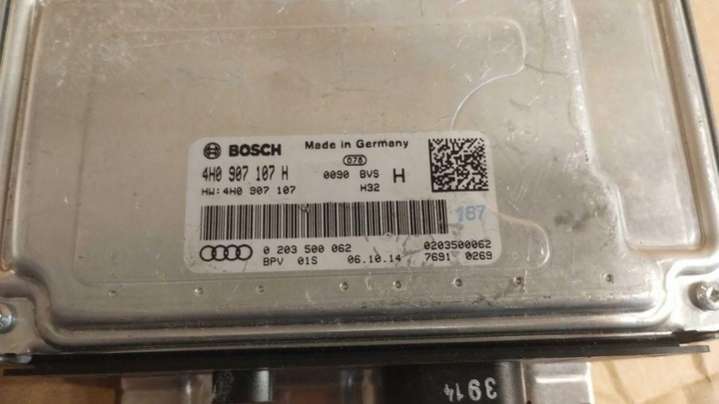 BOSCH Made in Germany
078
4H0 907 107 H 0090 BVS H
HW:4H0 907 107 H32
187
0 203 500 062 0203500062
BPV 01S 06.10.14 7691 0269
3914